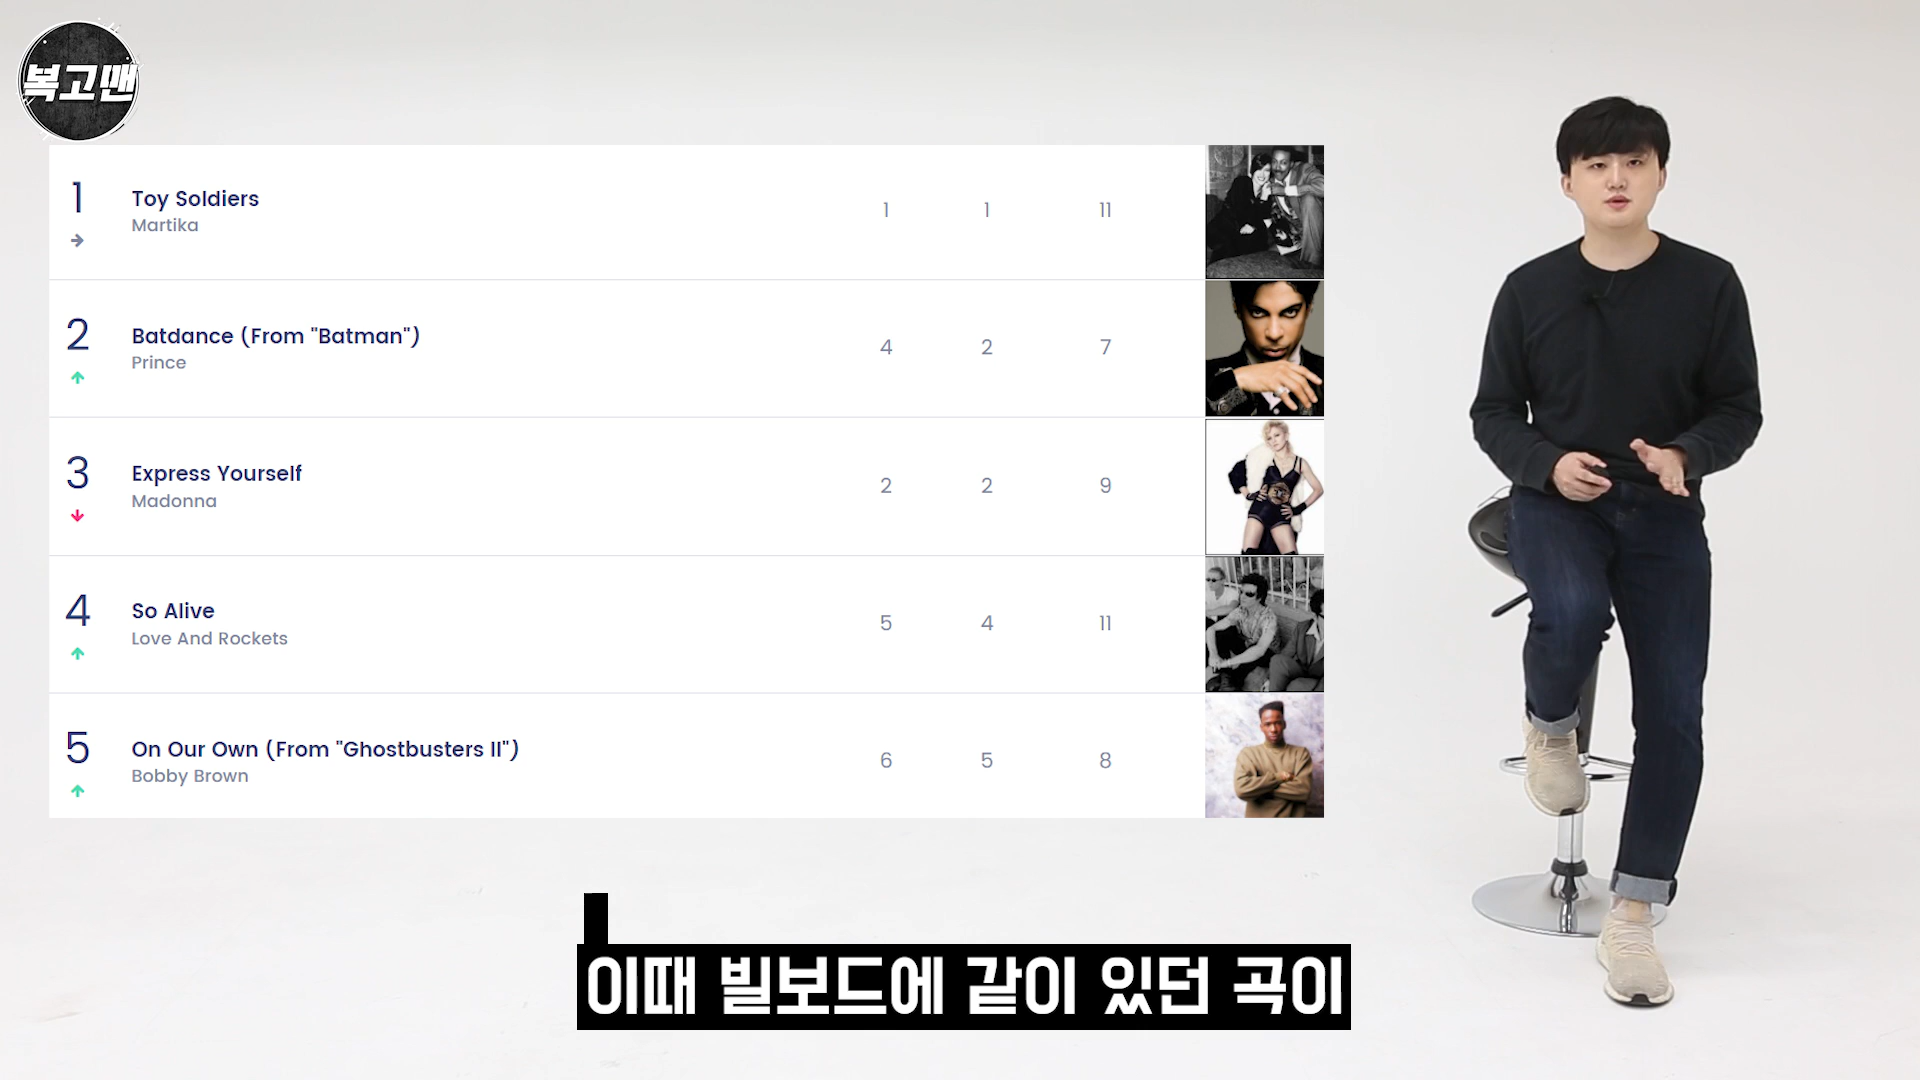 복고맨
1
Toy Soldiers
Martika
1 1 11
2
Batdance (From "Batman")
Prince
4 2 7
3
Express Yourself
Madonna
2 2 9
4
So Alive
Love And Rockets
5 4 11
5
On Our Own (From "Ghostbusters II")
Bobby Brown
6 5 8
이때 빌보드에 같이 있던 곡이